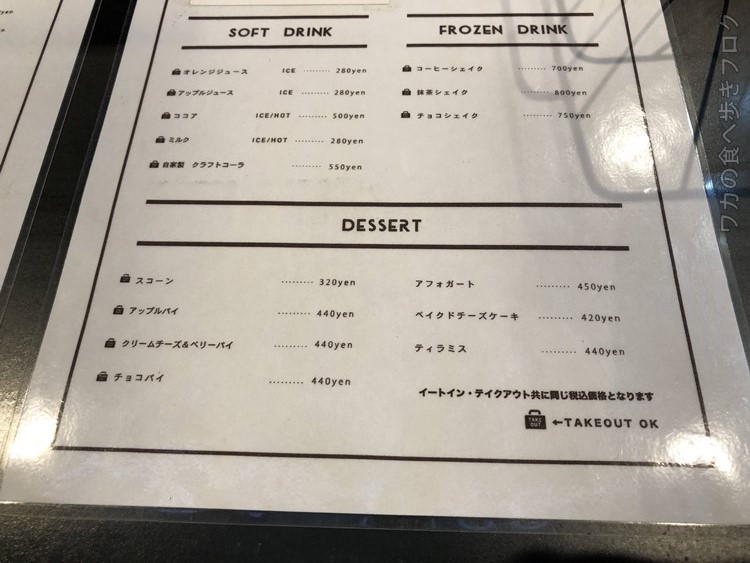 SOFT DRINK
オレンジジュース ICE ......... 280yen
アップルジュース ICE ......... 280yen
ココア ICE/HOT ......... 500yen
ミルク ICE/HOT ......... 280yen
自家製 クラフトコーラ ......... 550yen
FROZEN DRINK
コーヒーシェイク ......... 700yen
抹茶シェイク ......... 800yen
チョコシェイク ......... 750yen
DESSERT
スコーン ......... 320yen
アップルパイ ......... 440yen
クリームチーズ&ベリーパイ ......... 440yen
チョコパイ ......... 440yen
アフォガート ......... 450yen
ベイクドチーズケーキ ......... 420yen
ティラミス ......... 440yen
イートイン・テイクアウト共に同じ税込価格となります
TAKE OUT ←TAKEOUT OK
ワカの食べ歩きブログ